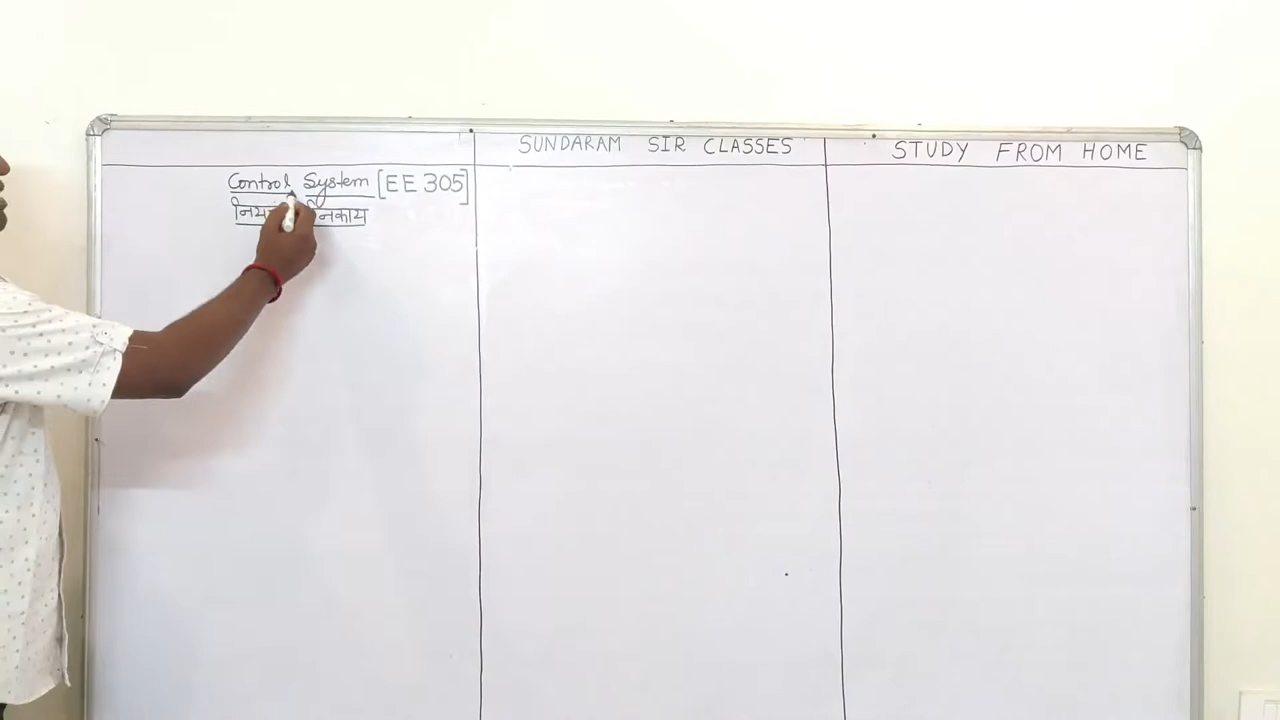 SUNDARAM SIR CLASSES
STUDY FROM HOME
Control System [EE 305]
निकाय